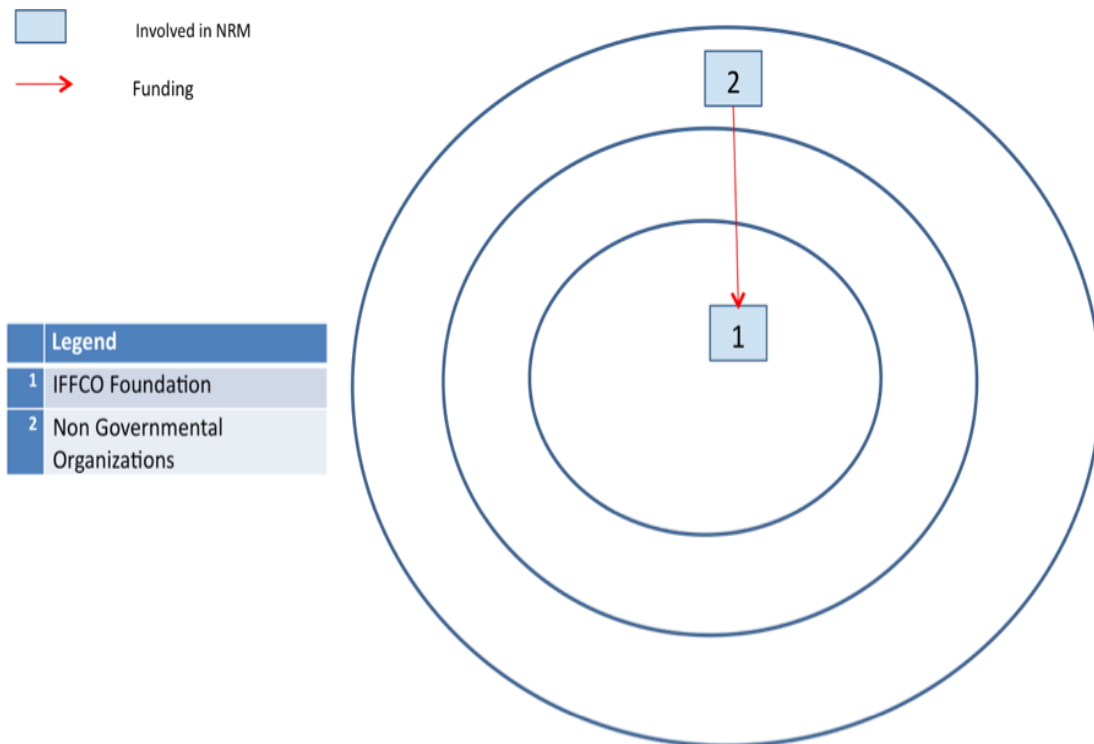 Involved in NRM
Funding
2
1
Legend
1 IFFCO Foundation
2 Non Governmental
Organizations